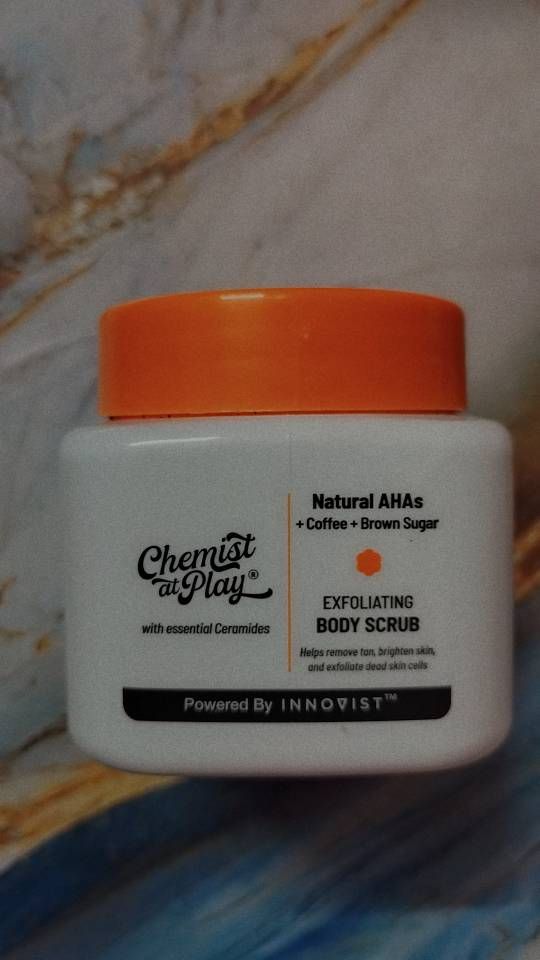 Chemist
at Play®
with essential Ceramides
Natural AHAs
+ Coffee + Brown Sugar
EXFOLIATING
BODY SCRUB
Helps remove tan, brighten skin,
and exfoliate dead skin cells
Powered By INNOVIST™